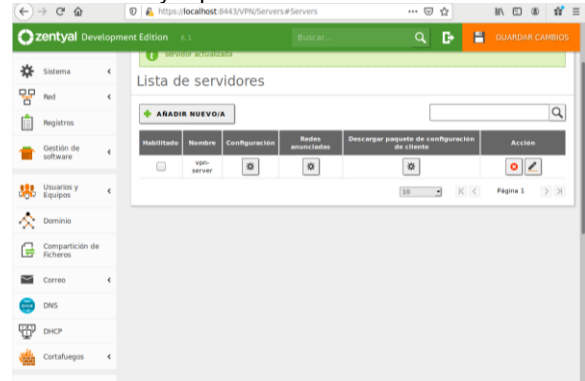 https://localhost:8443/VPN/Servers#Servers
zentyal Development Edition 6.1
Buscar...
GUARDAR CAMBIOS
servidor actualizada
Sistema
Red
Registros
Gestión de
software
Usuarios y
Equipos
Dominio
Compartición de
Ficheros
Correo
DNS
DHCP
Cortafuegos
Lista de servidores
AÑADIR NUEVO/A
Habilitado Nombre Configuración Redes
anunciadas Descargar paquete de configuración
de cliente Acción
vpn-
server
10 Página 1